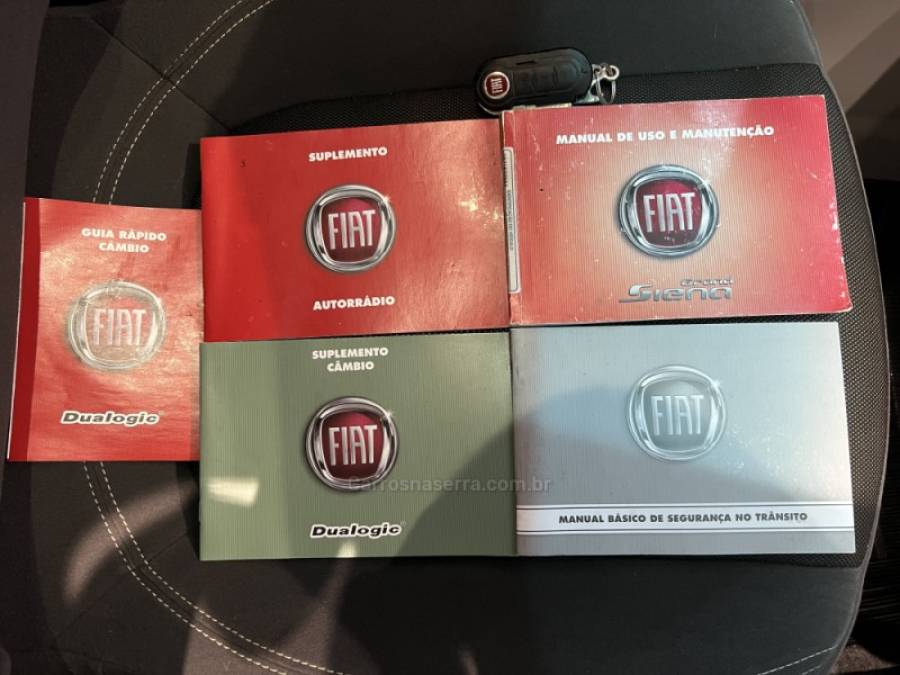 FIAT
SUPLEMENTO
FIAT
AUTORRÁDIO
MANUAL DE USO E MANUTENÇÃO
FIAT
Grand
Siena
GUIA RÁPIDO
CÂMBIO
FIAT
Dualogic
SUPLEMENTO
CÂMBIO
FIAT
Dualogic
FIAT
MANUAL BÁSICO DE SEGURANÇA NO TRÂNSITO
Carrosnaserra.com.br